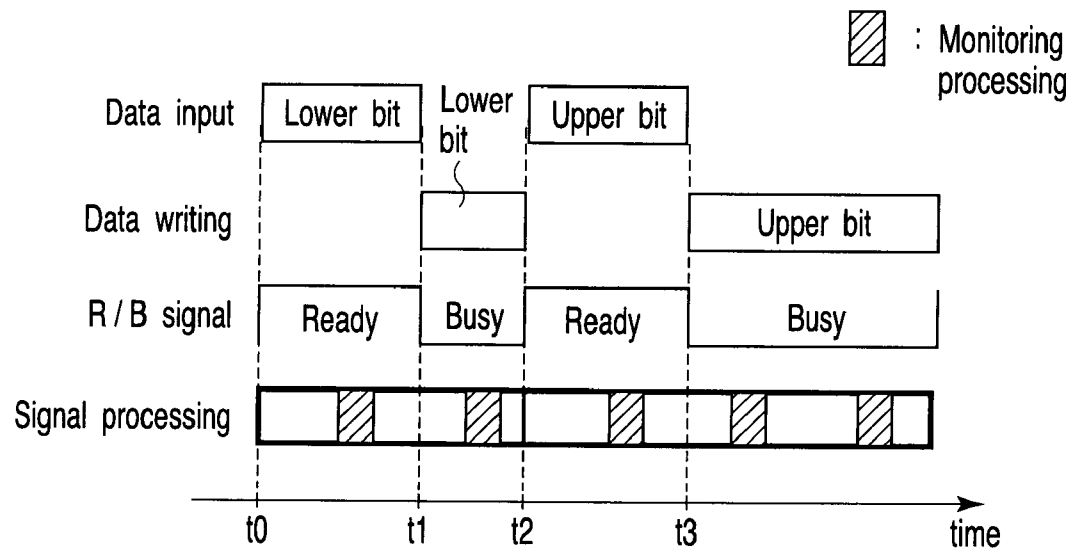 : Monitoring
processing
Data input
Lower bit
Lower
bit
Upper bit
Data writing
Upper bit
R / B signal
Ready
Busy
Ready
Busy
Signal processing
t0
t1
t2
t3
time